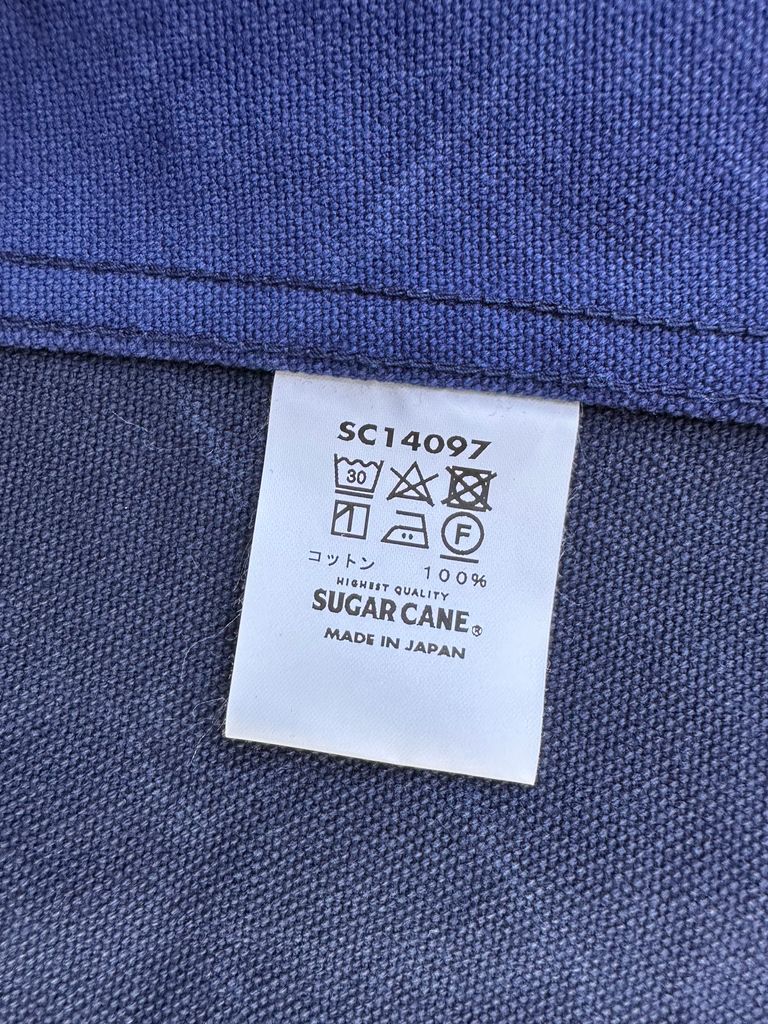 SC14097
30
F
コットン 100%
HIGHEST QUALITY
SUGAR CANE®
MADE IN JAPAN